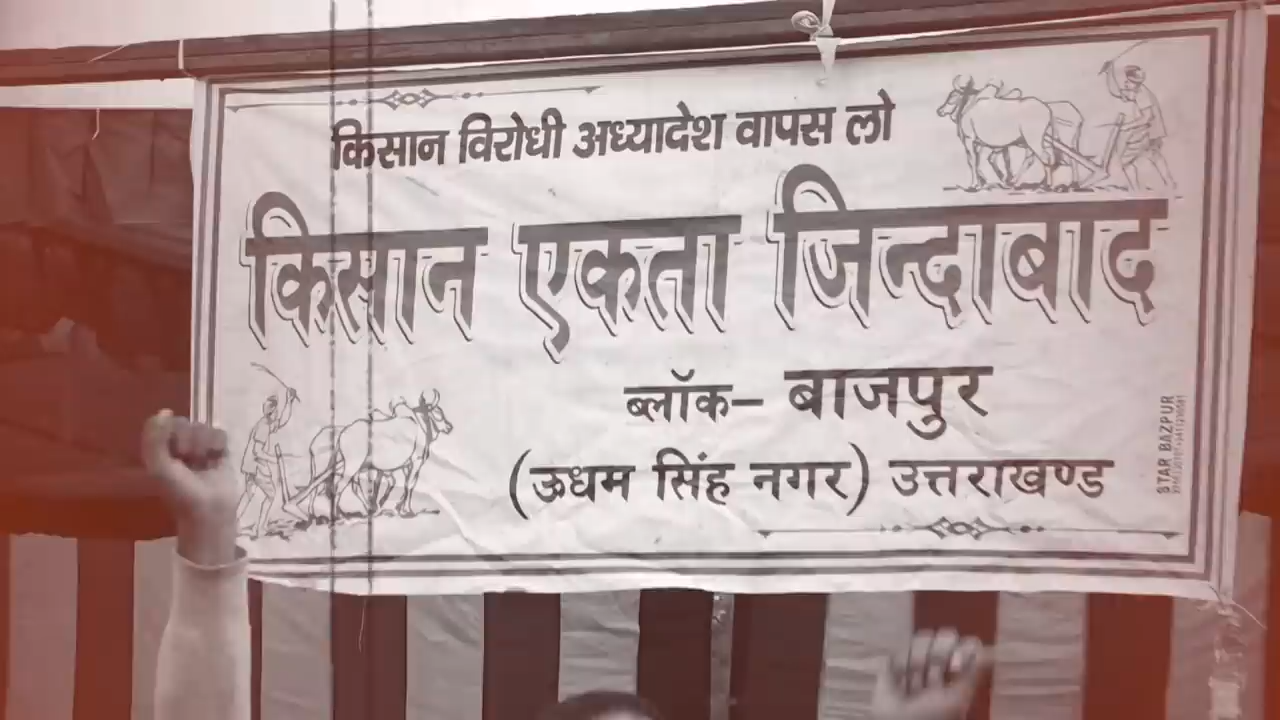 किसान विरोधी अध्यादेश वापस लो
किसान एकता जिन्दाबाद
ब्लॉक– बाजपुर
(ऊधम सिंह नगर) उत्तराखण्ड
STAR BAZPUR